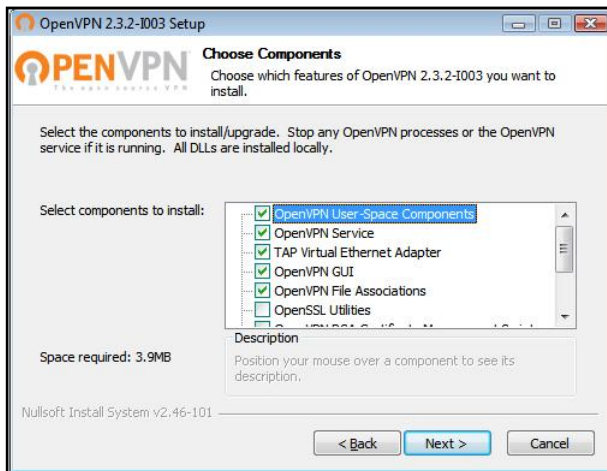 OpenVPN 2.3.2-I003 Setup
OPENVPN
The open source VPN
Choose Components
Choose which features of OpenVPN 2.3.2-I003 you want to
install.
Select the components to install/upgrade. Stop any OpenVPN processes or the OpenVPN
service if it is running. All DLLs are installed locally.
Select components to install:
OpenVPN User-Space Components
OpenVPN Service
TAP Virtual Ethernet Adapter
OpenVPN GUI
OpenVPN File Associations
OpenSSL Utilities
Space required: 3.9MB
Description
Position your mouse over a component to see its
description.
Nullsoft Install System v2.46-101
< Back
Next >
Cancel